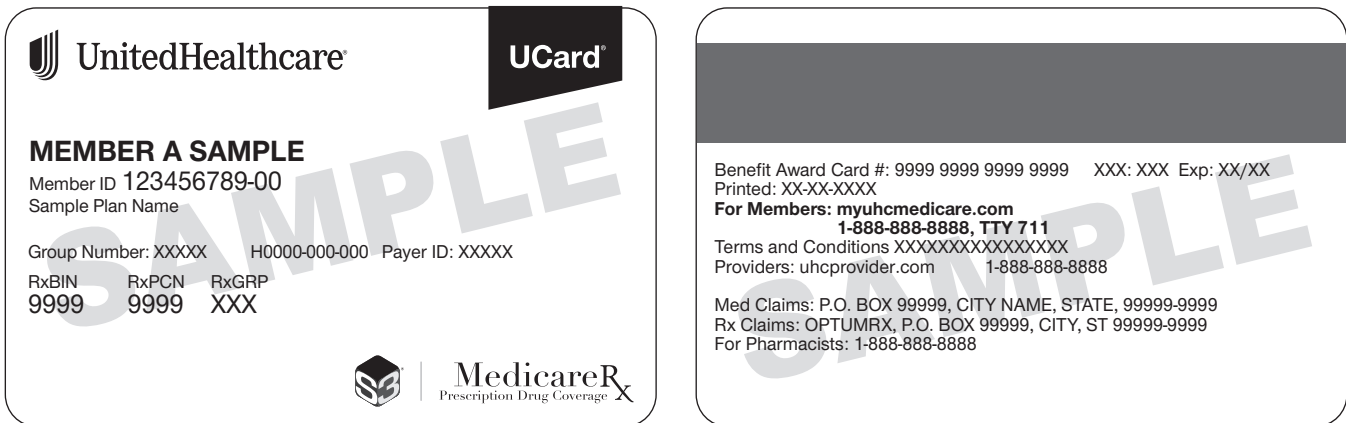 UnitedHealthcare®
UCard®
MEMBER A SAMPLE
Member ID 123456789-00
Sample Plan Name
Group Number: XXXXX H0000-000-000 Payer ID: XXXXX
RxBIN RxPCN RxGRP
9999 9999 XXX
SAMPLE
S3®
MedicareRx
Prescription Drug Coverage
Benefit Award Card #: 9999 9999 9999 9999 XXX: XXX Exp: XX/XX
Printed: XX-XX-XXXX
For Members: myuhcmedicare.com
1-888-888-8888, TTY 711
Terms and Conditions XXXXXXXXXXXXXXXX
Providers: uhcprovider.com 1-888-888-8888
Med Claims: P.O. BOX 99999, CITY NAME, STATE, 99999-9999
Rx Claims: OPTUMRX, P.O. BOX 99999, CITY, ST 99999-9999
For Pharmacists: 1-888-888-8888
SAMPLE